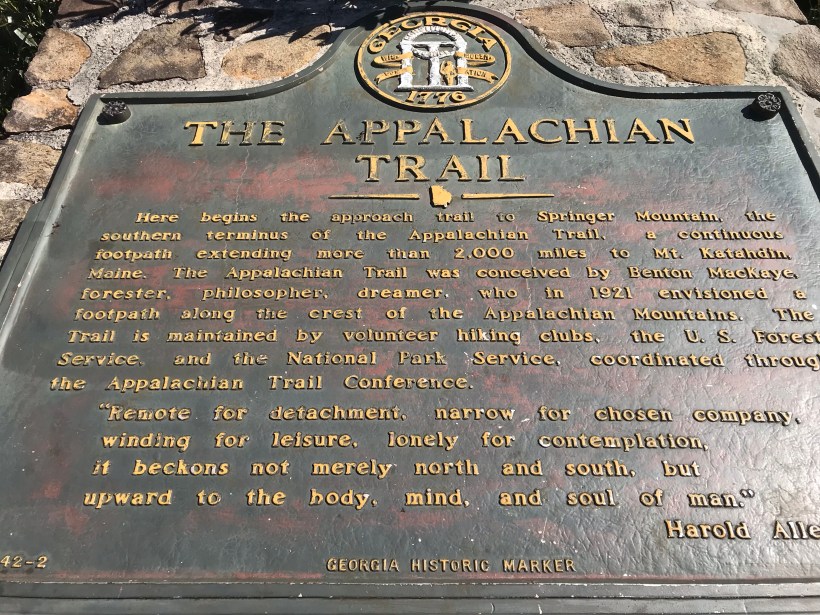 GEORGIA
1776
THE APPALACHIAN
TRAIL
Here begins the approach trail to Springer Mountain, the
southern terminus of the Appalachian Trail, a continuous
footpath extending more than 2,000 miles to Mt. Katahdin,
Maine. The Appalachian Trail was conceived by Benton MacKaye,
forester, philosopher, dreamer, who in 1921 envisioned a
footpath along the crest of the Appalachian Mountains. The
Trail is maintained by volunteer hiking clubs, the U. S. Forest
Service, and the National Park Service, coordinated throug
the Appalachian Trail Conference.
"Remote for detachment, narrow for chosen company,
winding for leisure, lonely for contemplation,
it beckons not merely north and south, but
upward to the body, mind, and soul of man."
Harold Alle
42-2
GEORGIA HISTORIC MARKER